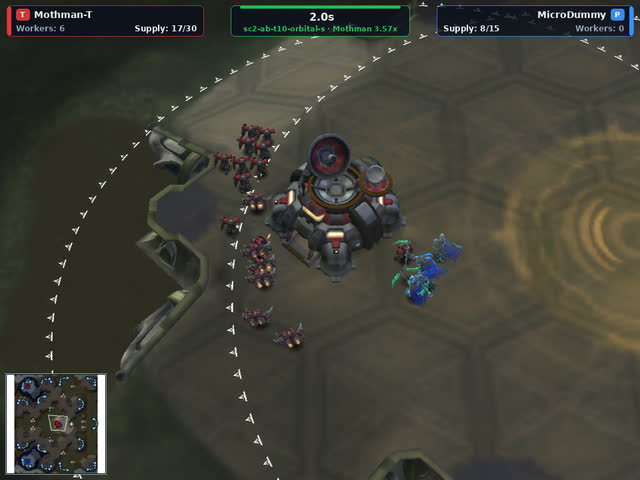 T Mothman-T
Workers: 6 Supply: 17/30
2.0s
sc2-ab-t10-orbital-s · Mothman 3.57x
MicroDummy P
Supply: 8/15 Workers: 0